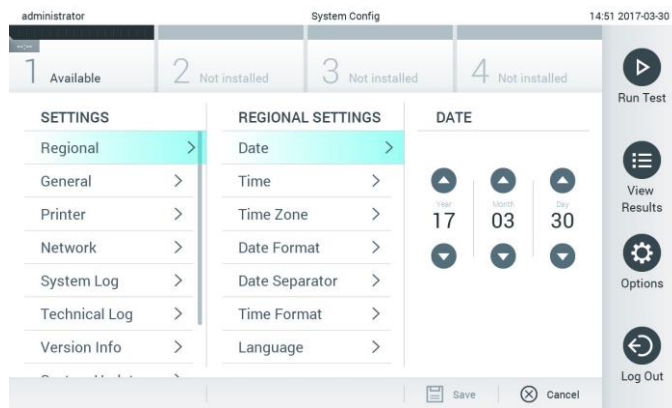 administrator System Config 14:51 2017-03-30
--:--
1 Available 2 Not installed 3 Not installed 4 Not installed
Run Test
SETTINGS REGIONAL SETTINGS DATE
Regional > Date >
General > Time >
Printer > Time Zone >
Year Month Day
17 03 30
View
Results
Network > Date Format >
System Log > Date Separator >
Options
Technical Log > Time Format >
Version Info > Language >
Log Out
Save Cancel